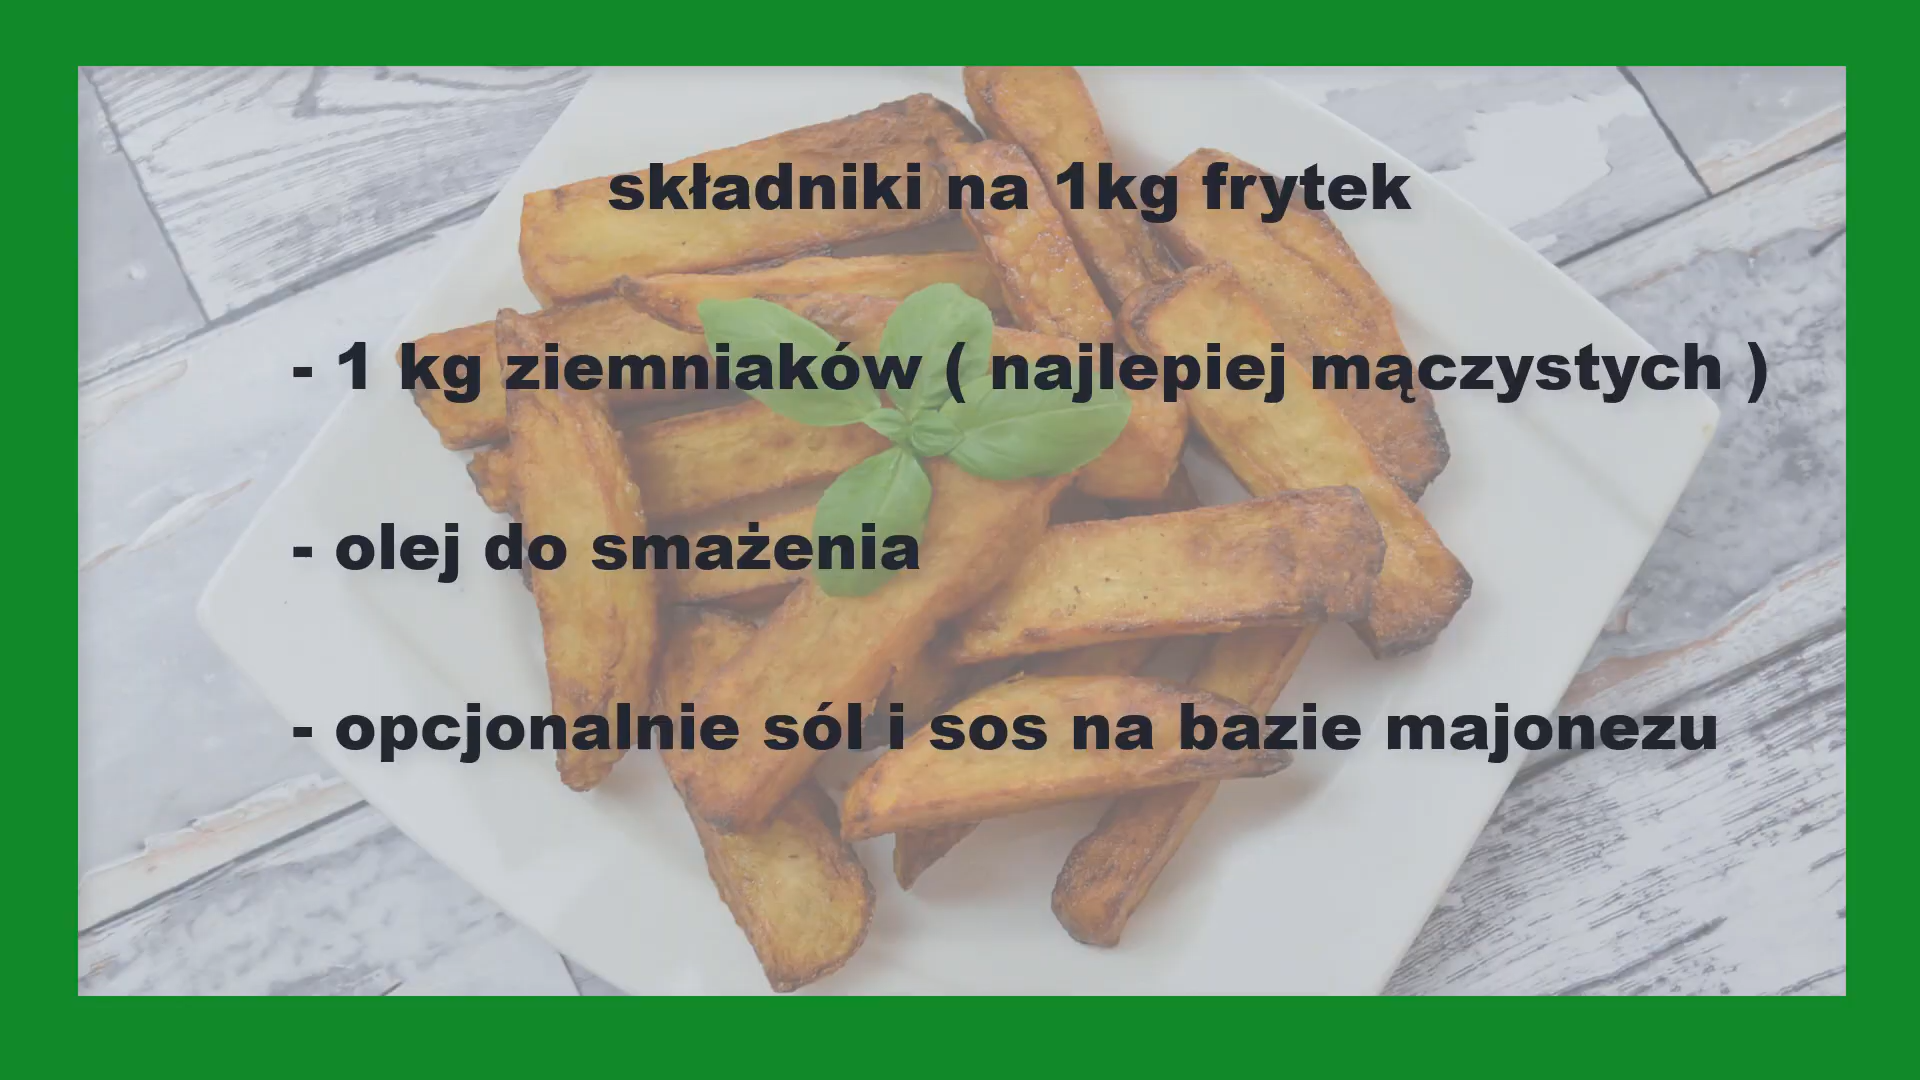 składniki na 1kg frytek
- 1 kg ziemniaków ( najlepiej mączystych )
- olej do smażenia
- opcjonalnie sól i sos na bazie majonezu